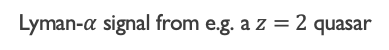 Lyman-𝛼 signal from e.g. a 𝑧 = 2 quasar